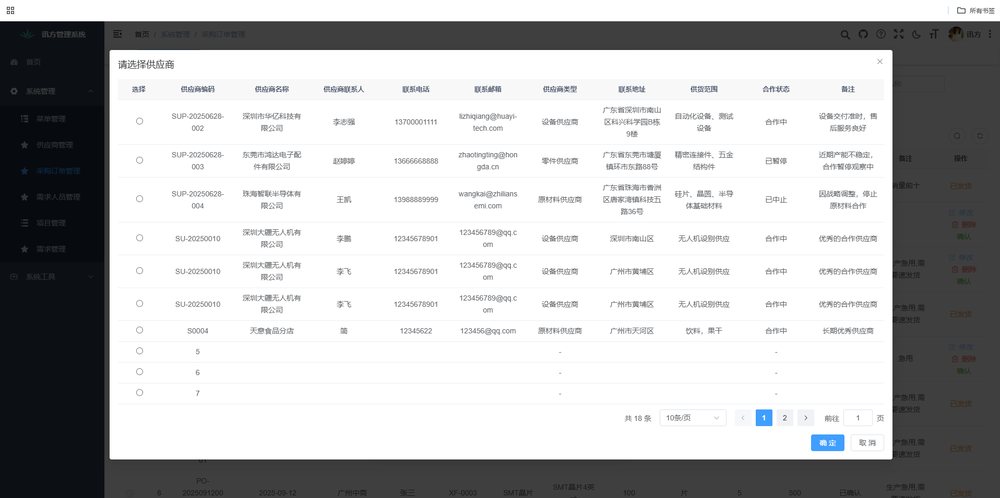 所有书签
讯方管理系统
首页 / 系统管理 / 采购订单管理
讯方
首页
系统管理
菜单管理
供应商管理
采购订单管理
需求人员管理
项目管理
需求管理
系统工具
请选择供应商
选择 供应商编码 供应商名称 供应商联系人 联系电话 联系邮箱 供应商类型 联系地址 供货范围 合作状态 备注
SUP-20250628-
002
深圳市华亿科技有
限公司
李志强
13700001111
lizhiqiang@huayi-
tech.com
设备供应商
广东省深圳市南山
区科兴科学园B栋
9楼
自动化设备、测试
设备
合作中
设备交付准时，售
后服务良好
SUP-20250628-
003
东莞市鸿达电子配
件有限公司
赵婷婷
13666668888
zhaotingting@hon
gda.cn
零件供应商
广东省东莞市塘厦
镇环市东路88号
精密连接件、五金
结构件
已暂停
近期产能不稳定，
合作暂停观察中
SUP-20250628-
004
珠海智联半导体有
限公司
王凯
13988889999
wangkai@zhilians
emi.com
原材料供应商
广东省珠海市香洲
区唐家湾镇科技五
路36号
硅片、晶圆、半导
体基础材料
已中止
因战略调整，停止
原材料合作
SU-20250010
深圳大疆无人机有
限公司
李鹏
12345678901
123456789@qq.c
om
设备供应商
深圳市南山区
无人机设别供应
合作中
优秀的合作供应商
SU-20250010
深圳大疆无人机有
限公司
李飞
12345678901
123456789@qq.c
om
设备供应商
广州市黄埔区
无人机设别供应
合作中
优秀的合作供应商
SU-20250010
深圳大疆无人机有
限公司
李飞
12345678901
123456789@qq.c
om
设备供应商
广州市黄埔区
无人机设别供应
合作中
优秀的合作供应商
S0004 天意食品分店 简 12345622 123456@qq.com 原材料供应商 广州市天河区 饮料，果干 合作中 长期优秀供应商
5 - -
6 - -
7 - -
共 18 条 10条/页 1 2 前往 1 页
确 定 取 消
称
备注 操作
销量前十 已发货
修改
删除
确认
产急用,需
要速发货
修改
删除
确认
产急用,需
要速发货
已发货
急用
修改
删除
确认
产急用,需
要速发货
已发货
产急用,需
要速发货
已发货
01
8
PO-
2025091200
2025-09-12
广州中商
张三
XF-0003
SMT晶片
SMT晶片4英
100
片
5
500
已确认
生产急用,需
要速发货
已发货